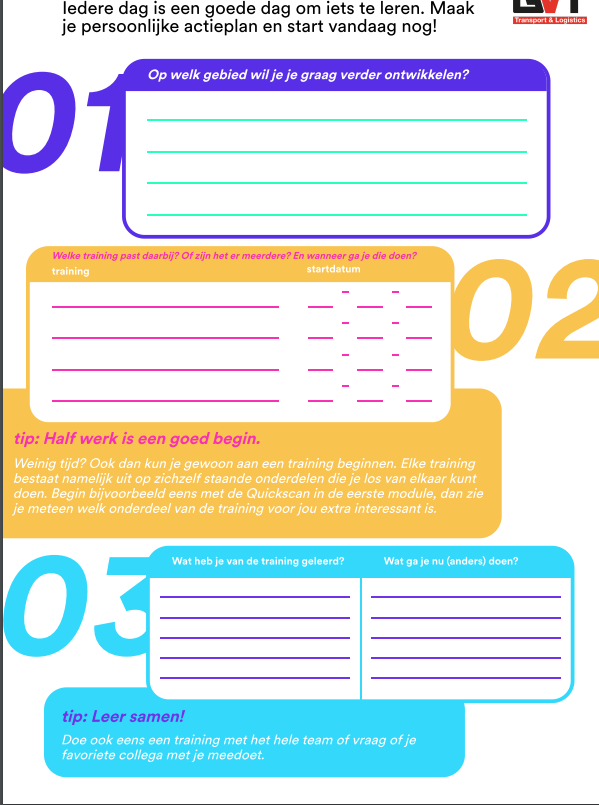 Iedere dag is een goede dag om iets te leren. Maak
je persoonlijke actieplan en start vandaag nog!
GVT
Transport & Logistics
01
Op welk gebied wil je je graag verder ontwikkelen?
Welke training past daarbij? Of zijn het er meerdere? En wanneer ga je die doen?
training startdatum
02
tip: Half werk is een goed begin.
Weinig tijd? Ook dan kun je gewoon aan een training beginnen. Elke training
bestaat namelijk uit op zichzelf staande onderdelen die je los van elkaar kunt
doen. Begin bijvoorbeeld eens met de Quickscan in de eerste module, dan zie
je meteen welk onderdeel van de training voor jou extra interessant is.
03
Wat heb je van de training geleerd? Wat ga je nu (anders) doen?
tip: Leer samen!
Doe ook eens een training met het hele team of vraag of je
favoriete collega met je meedoet.